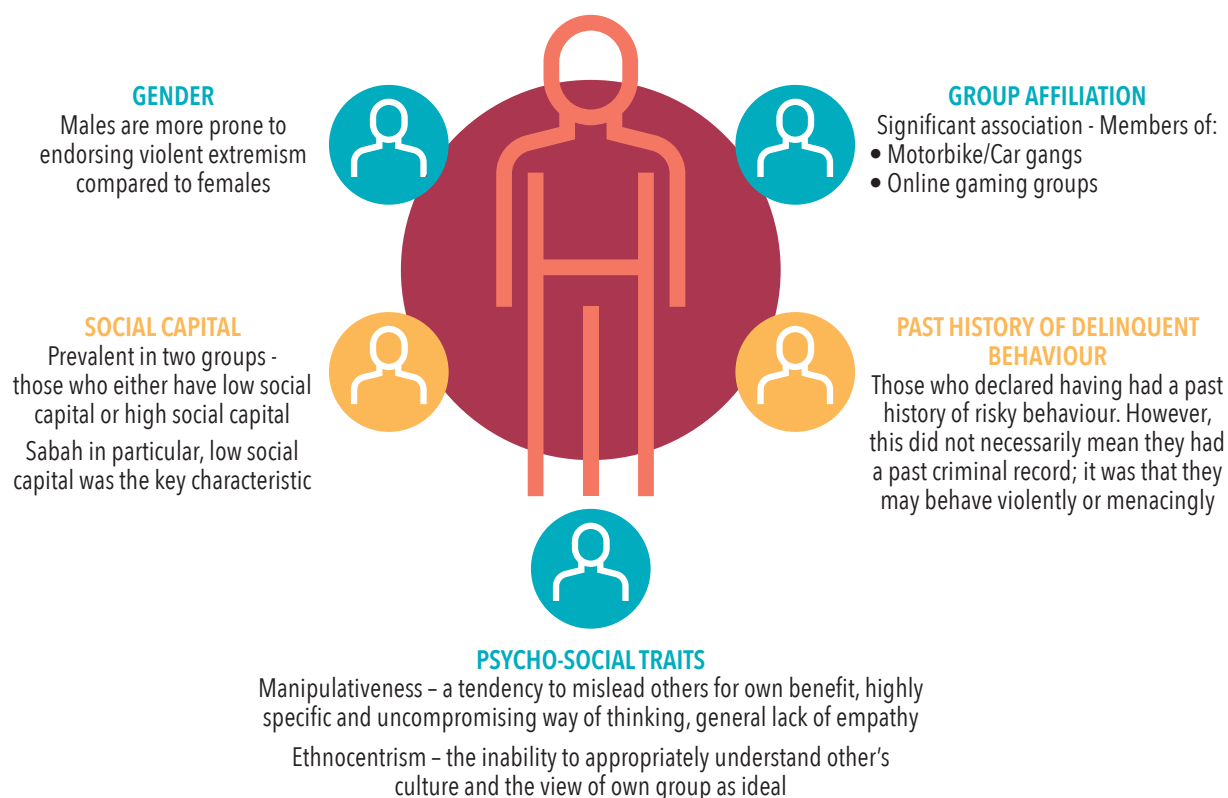 GENDER
Males are more prone to
endorsing violent extremism
compared to females
GROUP AFFILIATION
Significant association - Members of:
• Motorbike/Car gangs
• Online gaming groups
SOCIAL CAPITAL
Prevalent in two groups -
those who either have low social
capital or high social capital
Sabah in particular, low social
capital was the key characteristic
PAST HISTORY OF DELINQUENT
BEHAVIOUR
Those who declared having had a past
history of risky behaviour. However,
this did not necessarily mean they had
a past criminal record; it was that they
may behave violently or menacingly
PSYCHO-SOCIAL TRAITS
Manipulativeness – a tendency to mislead others for own benefit, highly
specific and uncompromising way of thinking, general lack of empathy
Ethnocentrism – the inability to appropriately understand other's
culture and the view of own group as ideal